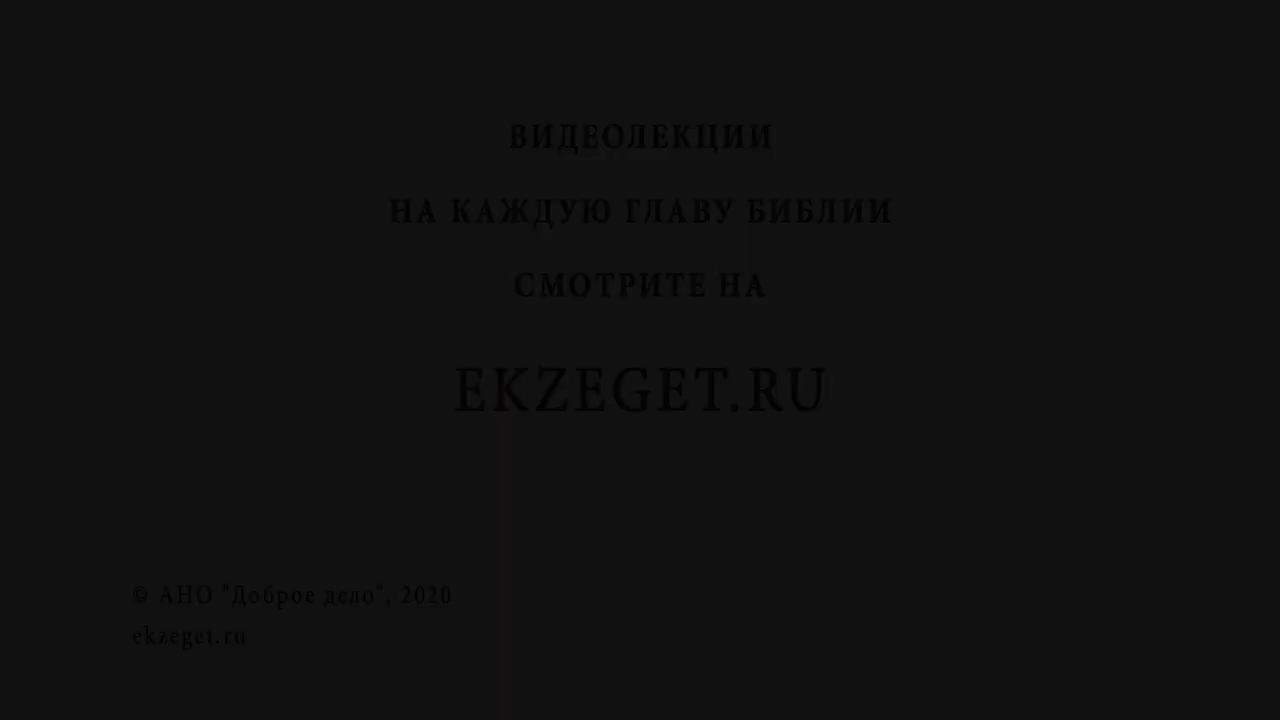 ВИДЕОЛЕКЦИИ
НА КАЖДУЮ ГЛАВУ БИБЛИИ
СМОТРИТЕ НА
EKZEGET.RU
© АНО "Доброе дело", 2020
ekzeget.ru